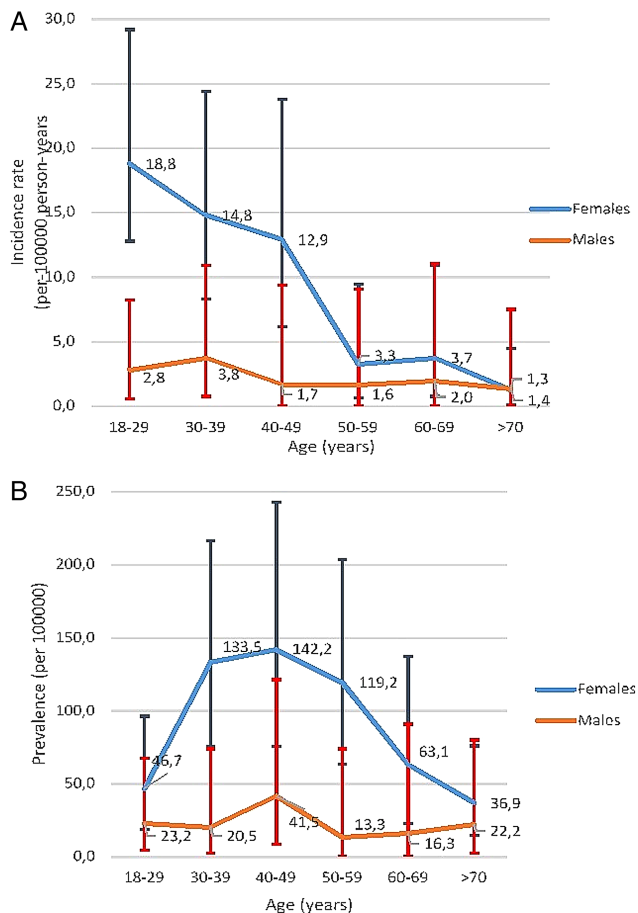 A
30,0
25,0
20,0
15,0
10,0
5,0
0,0
Incidence rate
(per 100000 person-years
18,8
14,8
12,9
3,3
3,7
1,3
2,8
3,8
1,7
1,6
2,0
1,4
Females
Males
18-29 30-39 40-49 50-59 60-69 >70
Age (years)
B
250,0
200,0
150,0
100,0
50,0
0,0
Prevalence (per 100000)
46,7
133,5
142,2
119,2
63,1
36,9
23,2
20,5
41,5
13,3
16,3
22,2
Females
Males
18-29 30-39 40-49 50-59 60-69 >70
Age (years)